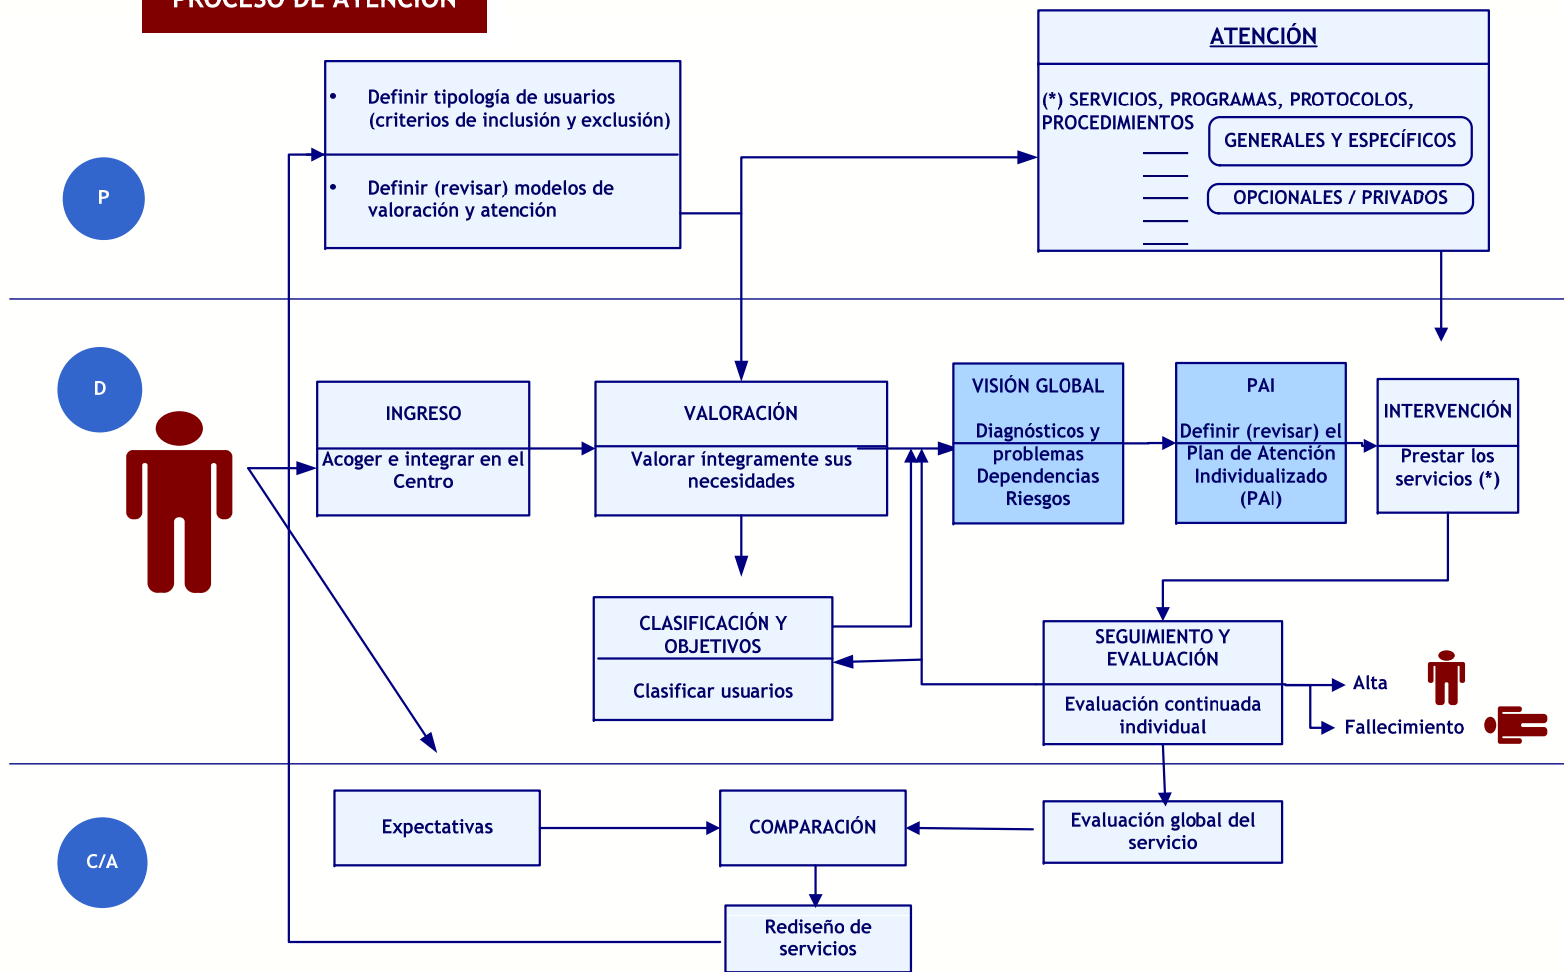 PROCESO DE ATENCIÓN
ATENCIÓN
(*) SERVICIOS, PROGRAMAS, PROTOCOLOS,
PROCEDIMIENTOS
GENERALES Y ESPECÍFICOS
OPCIONALES / PRIVADOS
• Definir tipología de usuarios
(criterios de inclusión y exclusión)
• Definir (revisar) modelos de
valoración y atención
P
D
INGRESO
Acoger e integrar en el
Centro
VALORACIÓN
Valorar íntegramente sus
necesidades
VISIÓN GLOBAL
Diagnósticos y
problemas
Dependencias
Riesgos
PAI
Definir (revisar) el
Plan de Atención
Individualizado
(PAI)
INTERVENCIÓN
Prestar los
servicios (*)
CLASIFICACIÓN Y
OBJETIVOS
Clasificar usuarios
SEGUIMIENTO Y
EVALUACIÓN
Evaluación continuada
individual
Alta
Fallecimiento
C/A
Expectativas
COMPARACIÓN
Evaluación global del
servicio
Rediseño de
servicios